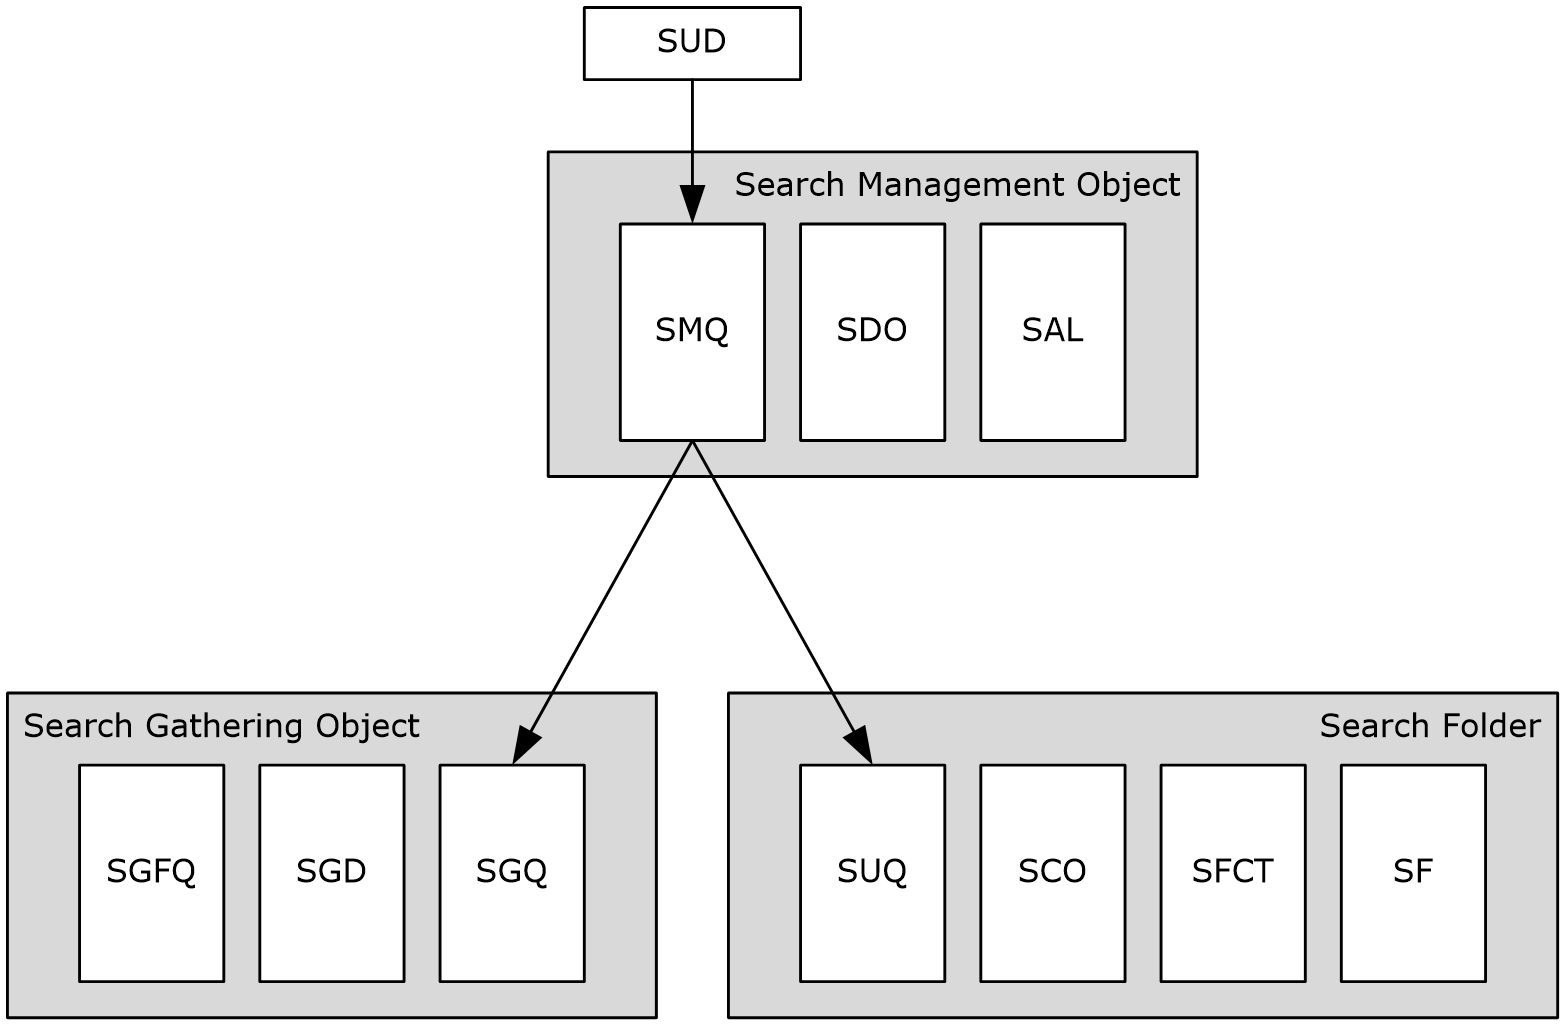 SUD
Search Management Object
SMQ
SDO
SAL
Search Gathering Object
SGFQ
SGD
SGQ
Search Folder
SUQ
SCO
SFCT
SF